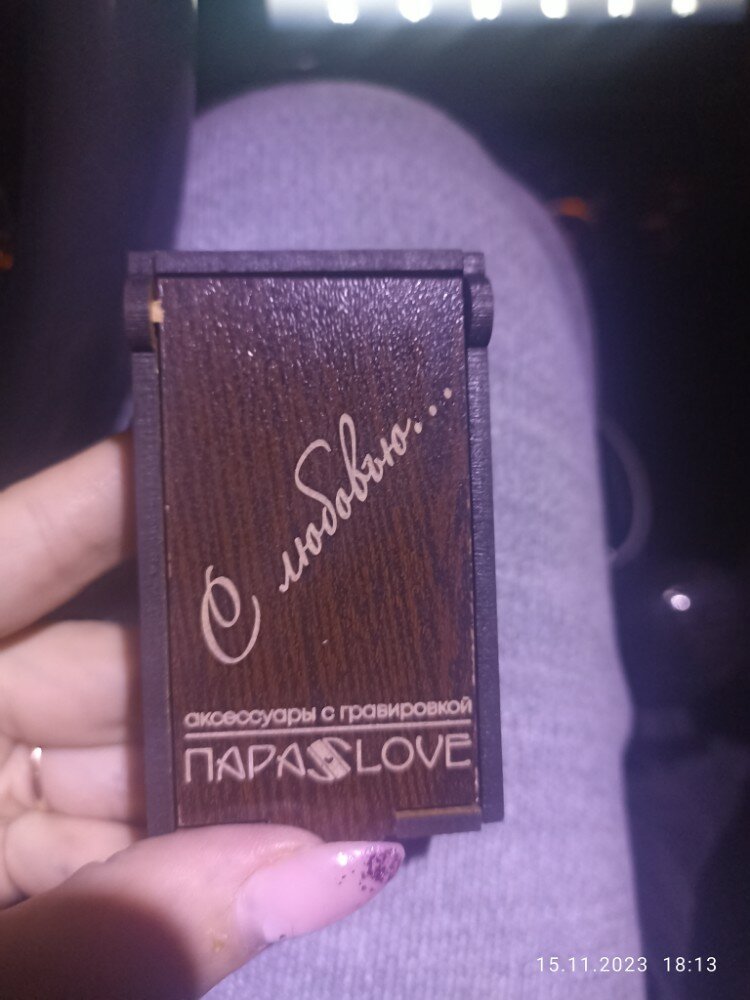 С любовью...
аксессуары с гравировкой
ПАРАSLOVE
15.11.2023 18:13